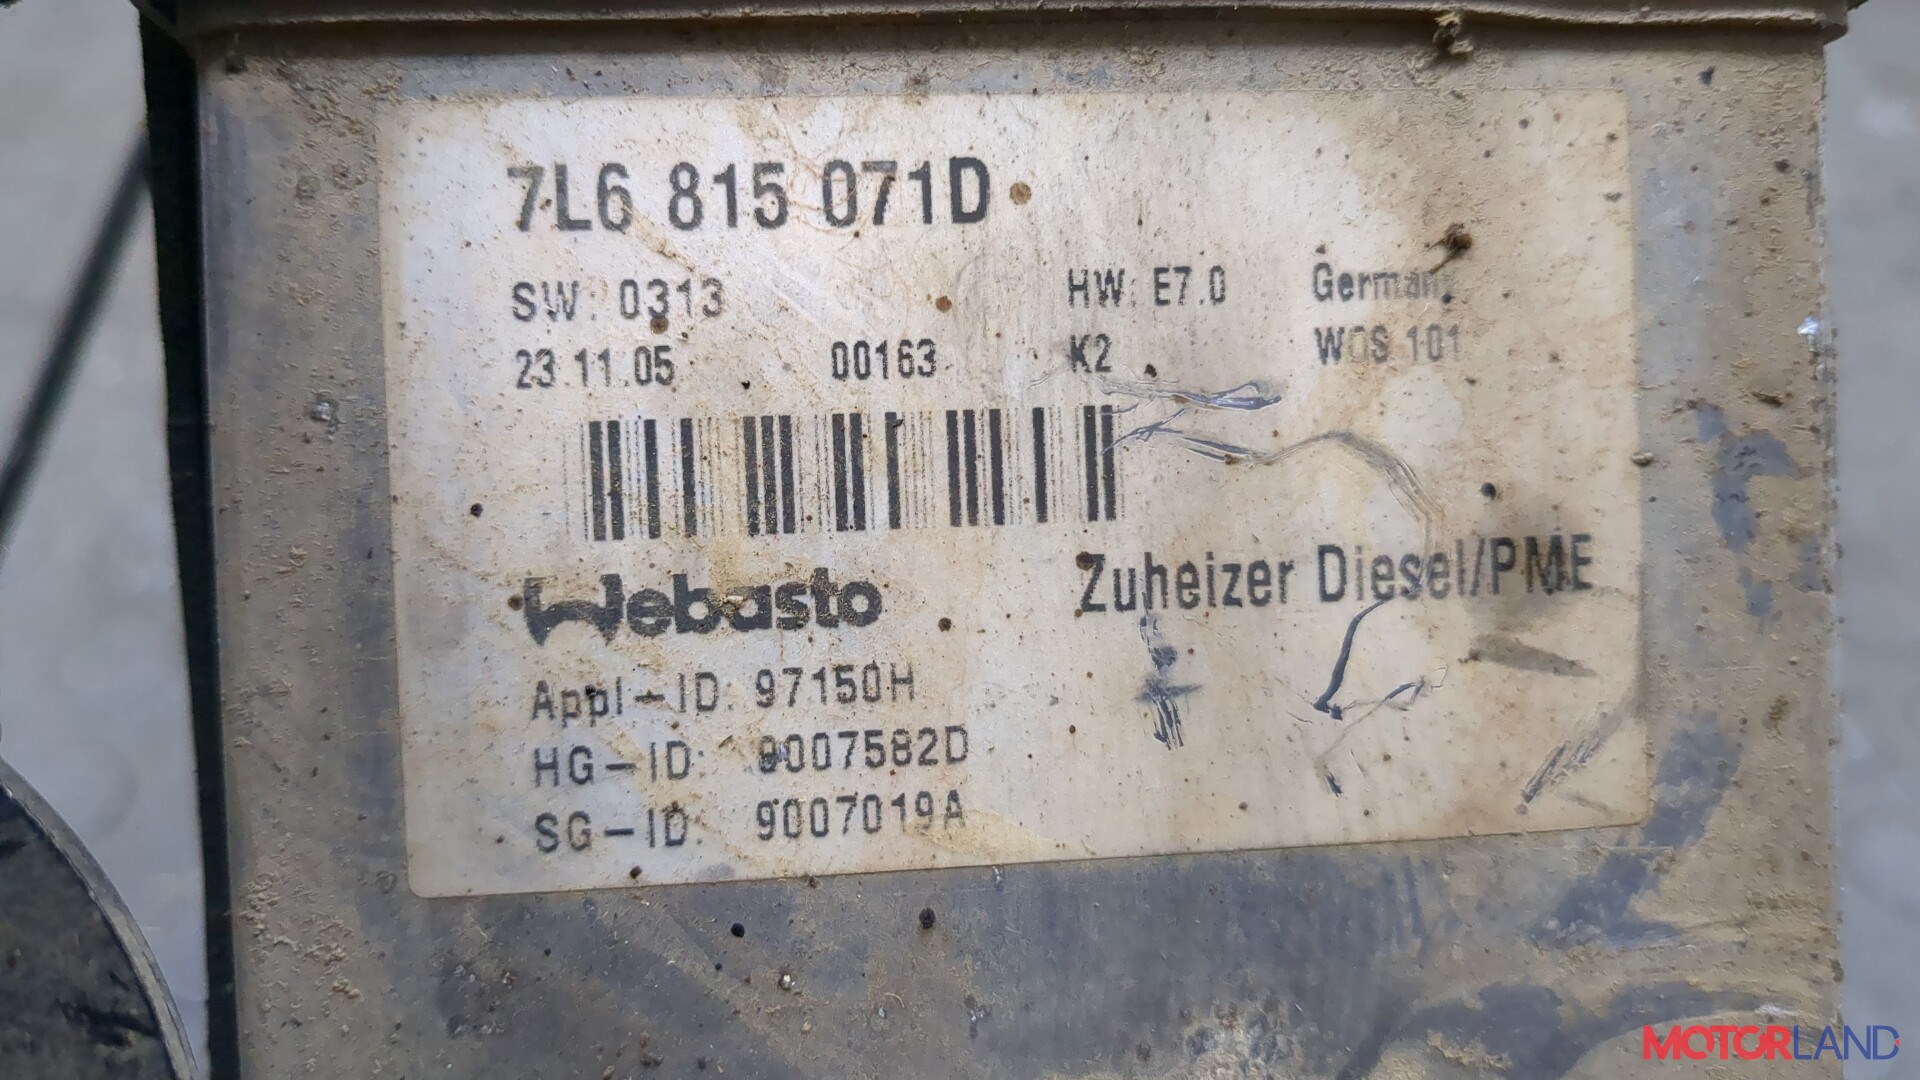 7L6 815 071D
SW: 0313 HW: E7.0 Germany
23.11.05 00163 K2 WOS 101
Webasto Zuheizer Diesel/PME
Appl-ID: 97150H
HG-ID: 9007582D
SG-ID: 9007019A
MOTORLAND